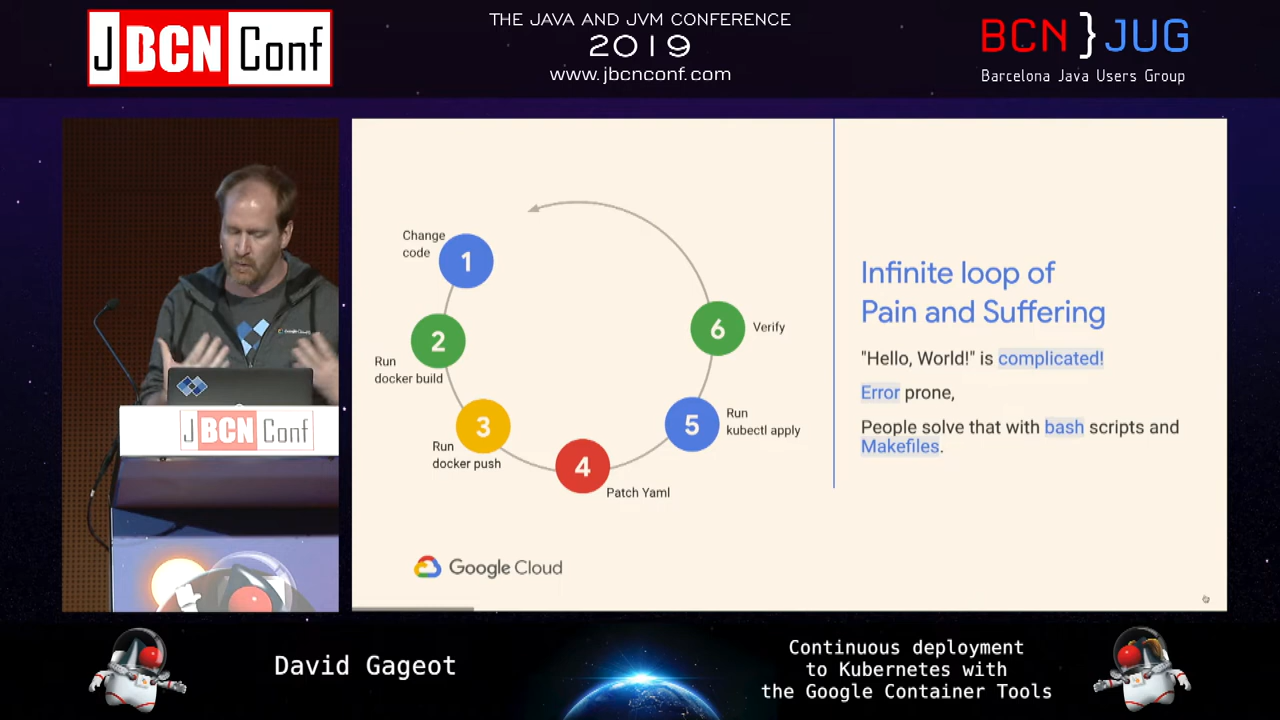 J BCN Conf
THE JAVA AND JVM CONFERENCE
2019
www.jbcnconf.com
BCN }JUG
Barcelona Java Users Group
Change
code
1
2
Run
docker build
3
Run
docker push
4
Patch Yaml
5
Run
kubectl apply
6
Verify
Google Cloud
Infinite loop of
Pain and Suffering
"Hello, World!" is complicated!
Error prone,
People solve that with bash scripts and
Makefiles.
J BCN Conf
David Gageot
Continuous deployment
to Kubernetes with
the Google Container Tools